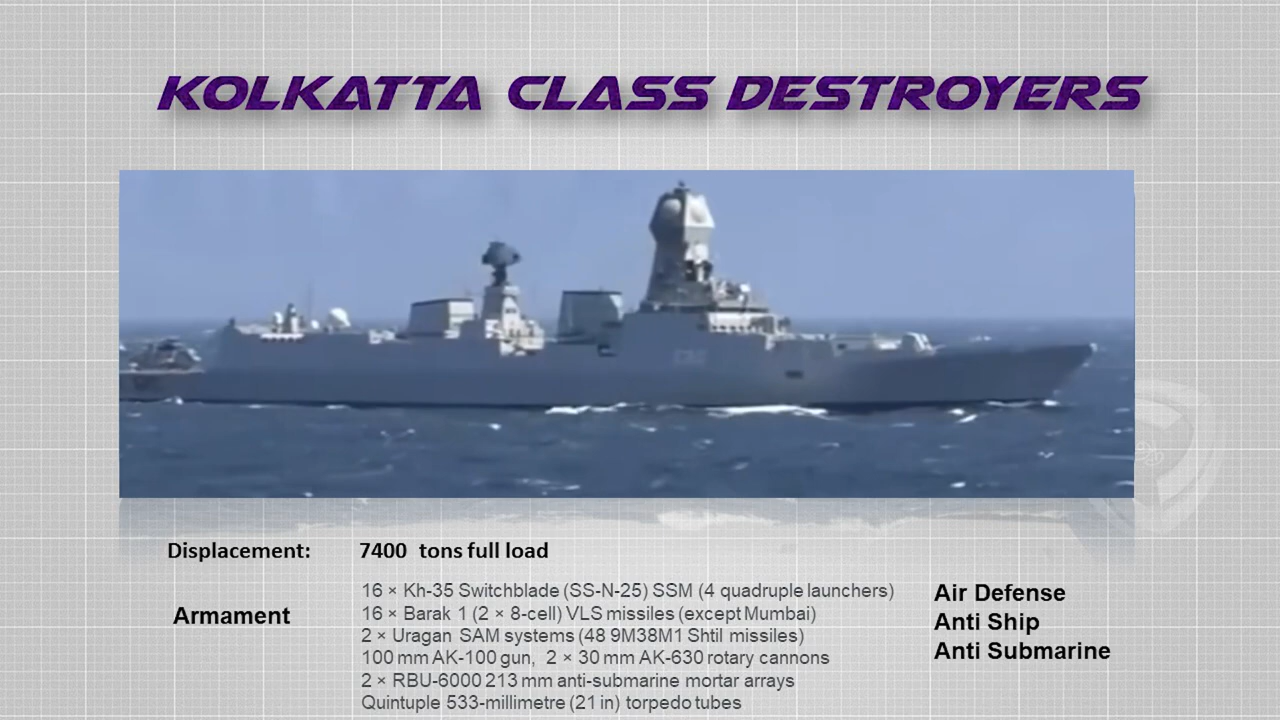 KOLKATTA CLASS DESTROYERS
Displacement: 7400 tons full load
Armament
16 × Kh-35 Switchblade (SS-N-25) SSM (4 quadruple launchers)
16 × Barak 1 (2 × 8-cell) VLS missiles (except Mumbai)
2 × Uragan SAM systems (48 9M38M1 Shtil missiles)
100 mm AK-100 gun, 2 × 30 mm AK-630 rotary cannons
2 × RBU-6000 213 mm anti-submarine mortar arrays
Quintuple 533-millimetre (21 in) torpedo tubes
Air Defense
Anti Ship
Anti Submarine